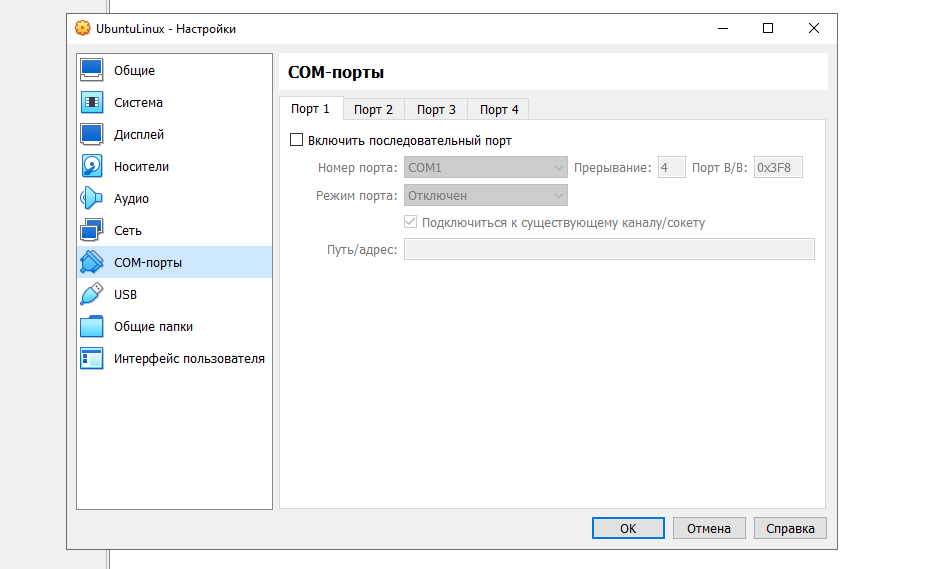 UbuntuLinux - Настройки
Общие
Система
Дисплей
Носители
Аудио
Сеть
COM-порты
USB
Общие папки
Интерфейс пользователя
COM-порты
Порт 1 Порт 2 Порт 3 Порт 4
Включить последовательный порт
Номер порта: COM1 Прерывание: 4 Порт В/В: 0x3F8
Режим порта: Отключен
Подключиться к существующему каналу/сокету
Путь/адрес:
OK Отмена Справка